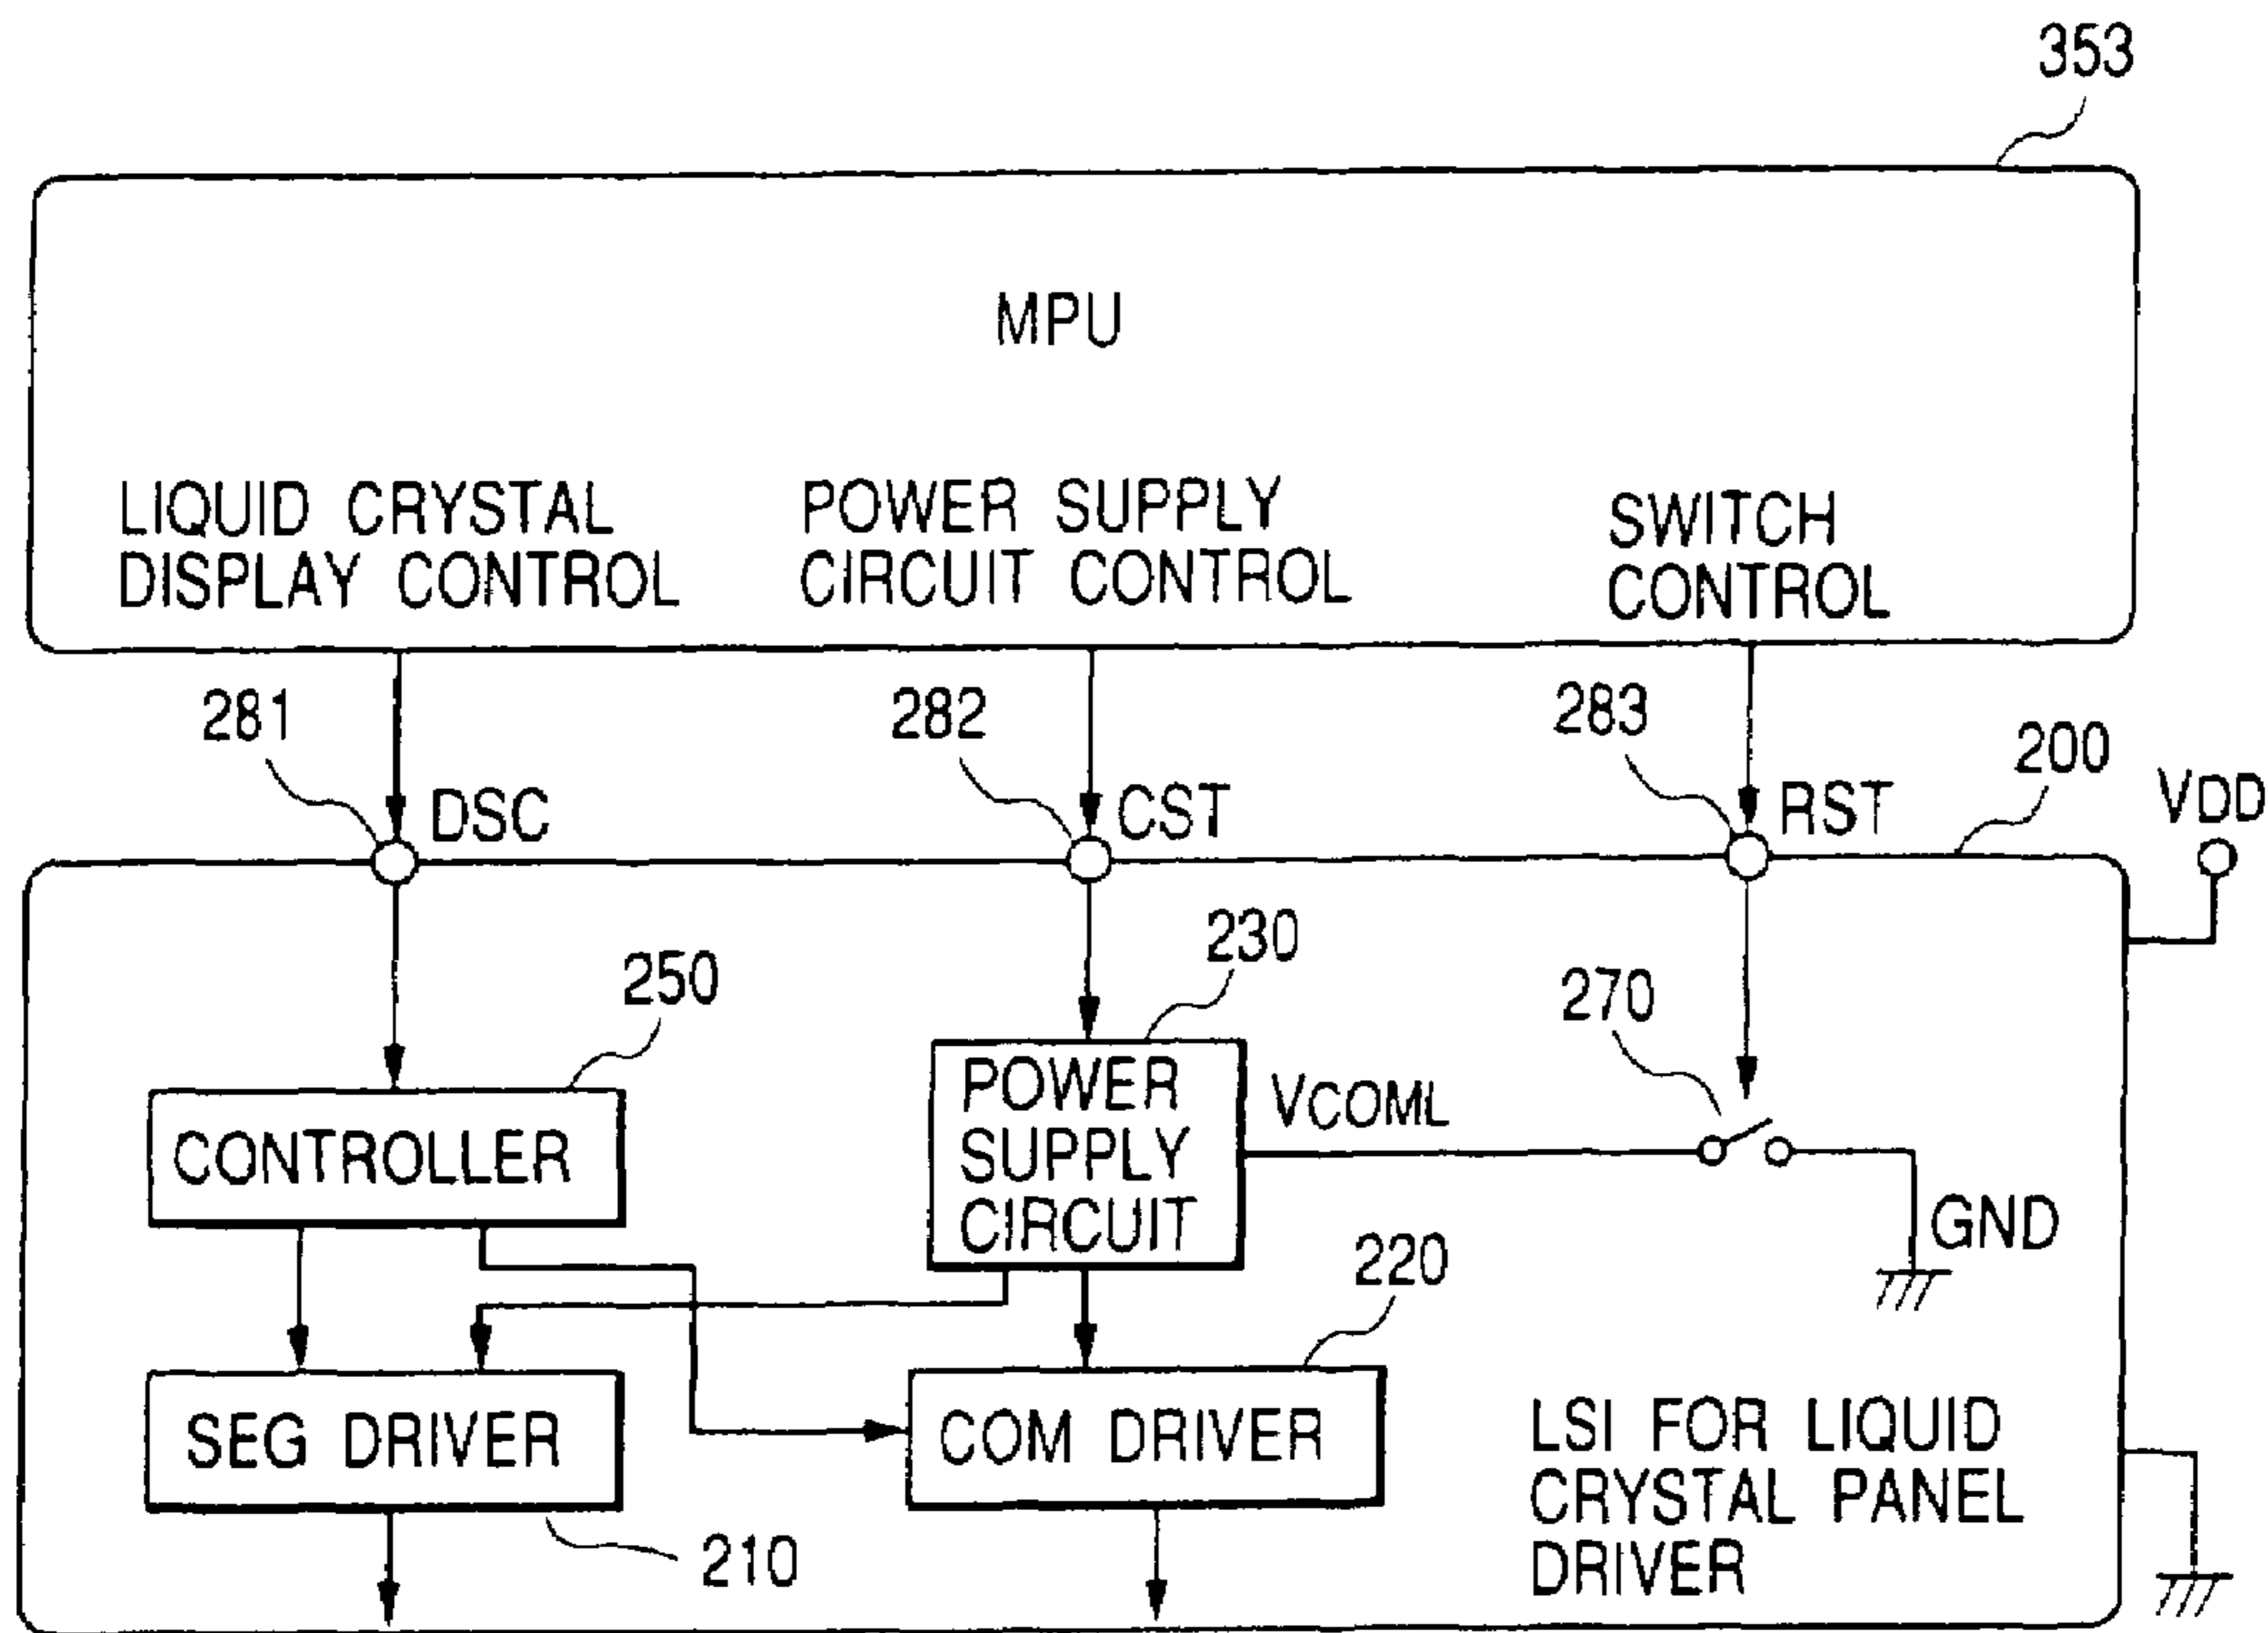 353
MPU
LIQUID CRYSTAL
DISPLAY CONTROL
POWER SUPPLY
CIRCUIT CONTROL
SWITCH
CONTROL
281
DSC
282
CST
283
RST
200
VDD
250
230
270
CONTROLLER
POWER
SUPPLY
CIRCUIT
VCOML
GND
220
SEG DRIVER
COM DRIVER
210
LSI FOR LIQUID
CRYSTAL PANEL
DRIVER